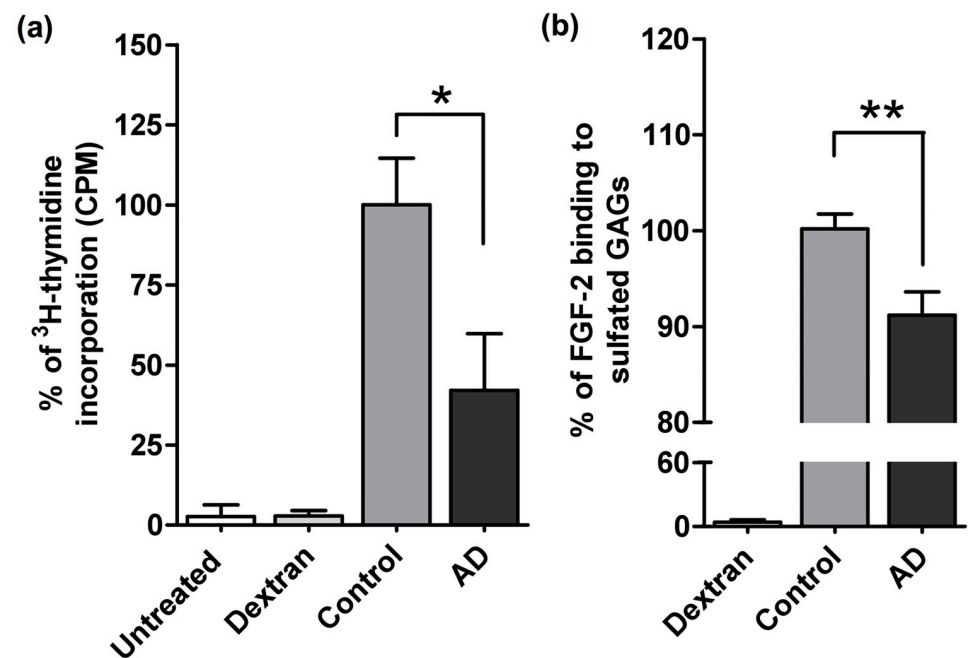 (a)
% of ³H-thymidine
incorporation (CPM)
150
125
100
75
50
25
0
*
Untreated
Dextran
Control
AD
(b)
% of FGF-2 binding to
sulfated GAGs
120
110
100
90
80
60
0
**
Dextran
Control
AD